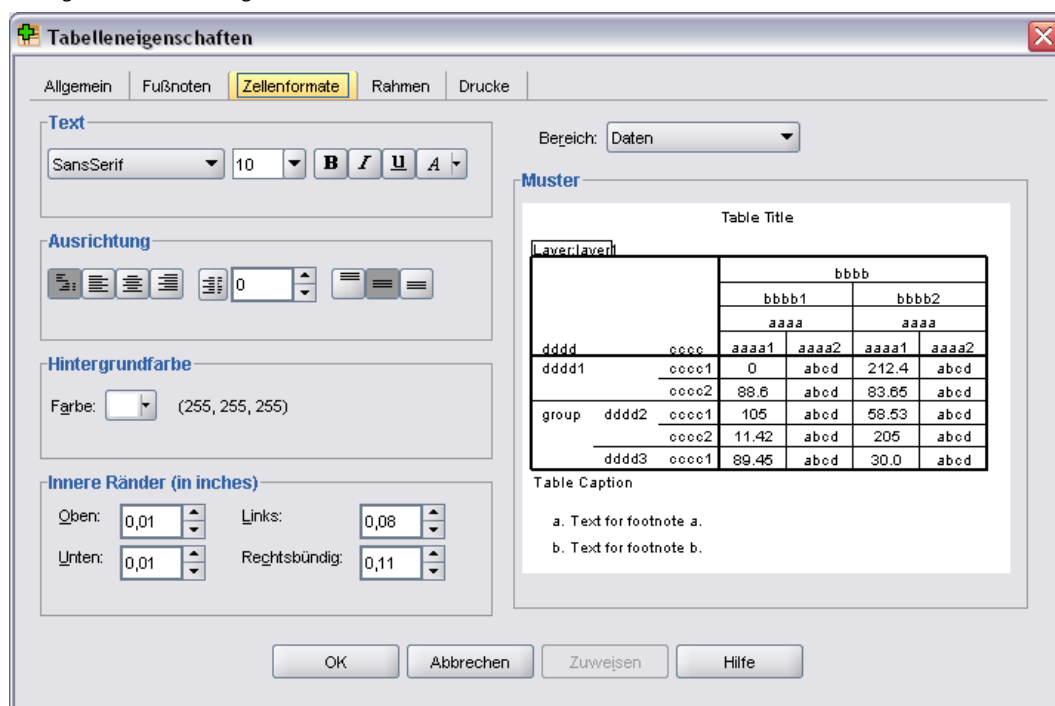 Tabelleneigenschaften
Allgemein Fußnoten Zellenformate Rahmen Drucke
Text
SansSerif 10 B I u A
Ausrichtung
0
Hintergrundfarbe
Farbe: (255, 255, 255)
Innere Ränder (in inches)
Oben: 0,01 Links: 0,08
Unten: 0,01 Rechtsbündig: 0,11
Bereich: Daten
Muster
Table Title
Layer:layer1
bbbb
bbbb1 bbbb2
aaaa aaaa
dddd cccc aaaa1 aaaa2 aaaa1 aaaa2
dddd1 cccc1 0 abcd 212.4 abcd
cccc2 88.6 abcd 83.65 abcd
group dddd2 cccc1 105 abcd 58.53 abcd
cccc2 11.42 abcd 205 abcd
dddd3 cccc1 89.45 abcd 30.0 abcd
Table Caption
a. Text for footnote a.
b. Text for footnote b.
OK Abbrechen Zuweisen Hilfe